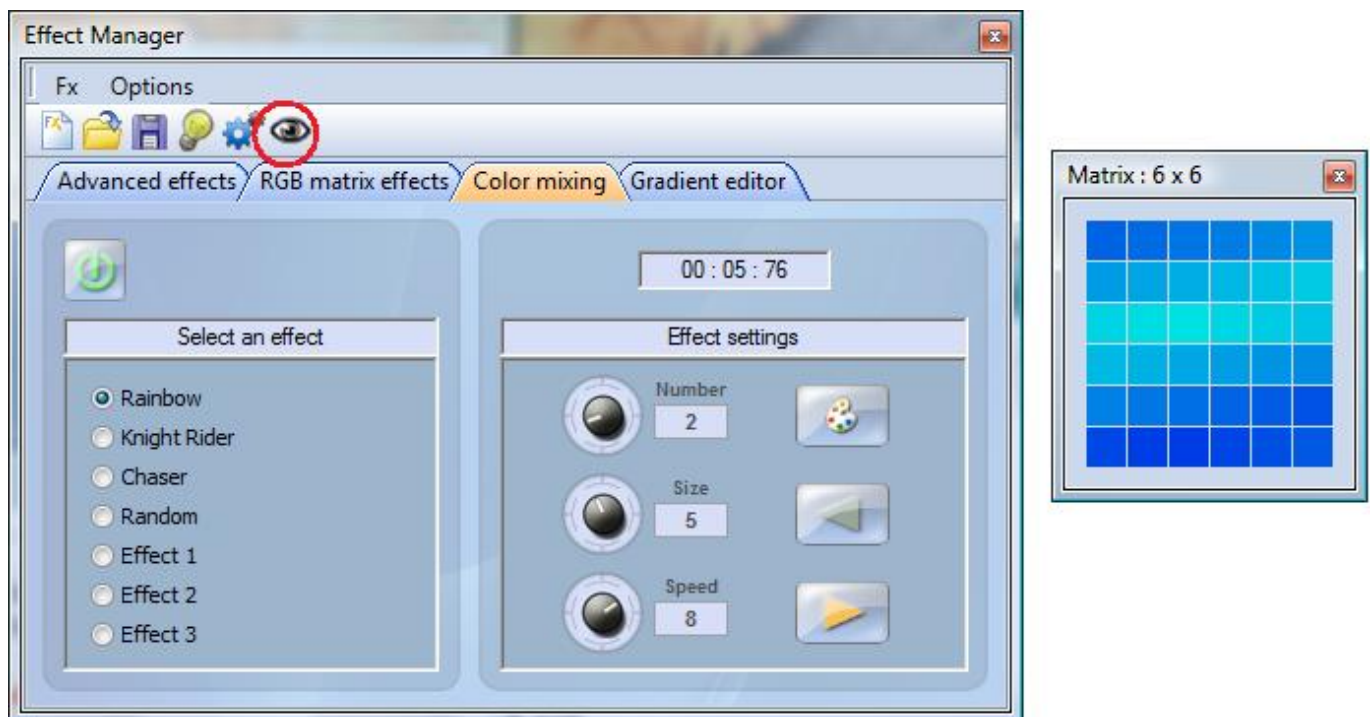 Effect Manager
Fx Options
FX
Advanced effects RGB matrix effects Color mixing Gradient editor
00 : 05 : 76
Select an effect
Rainbow
Knight Rider
Chaser
Random
Effect 1
Effect 2
Effect 3
Effect settings
Number
2
Size
5
Speed
8
Matrix : 6 x 6